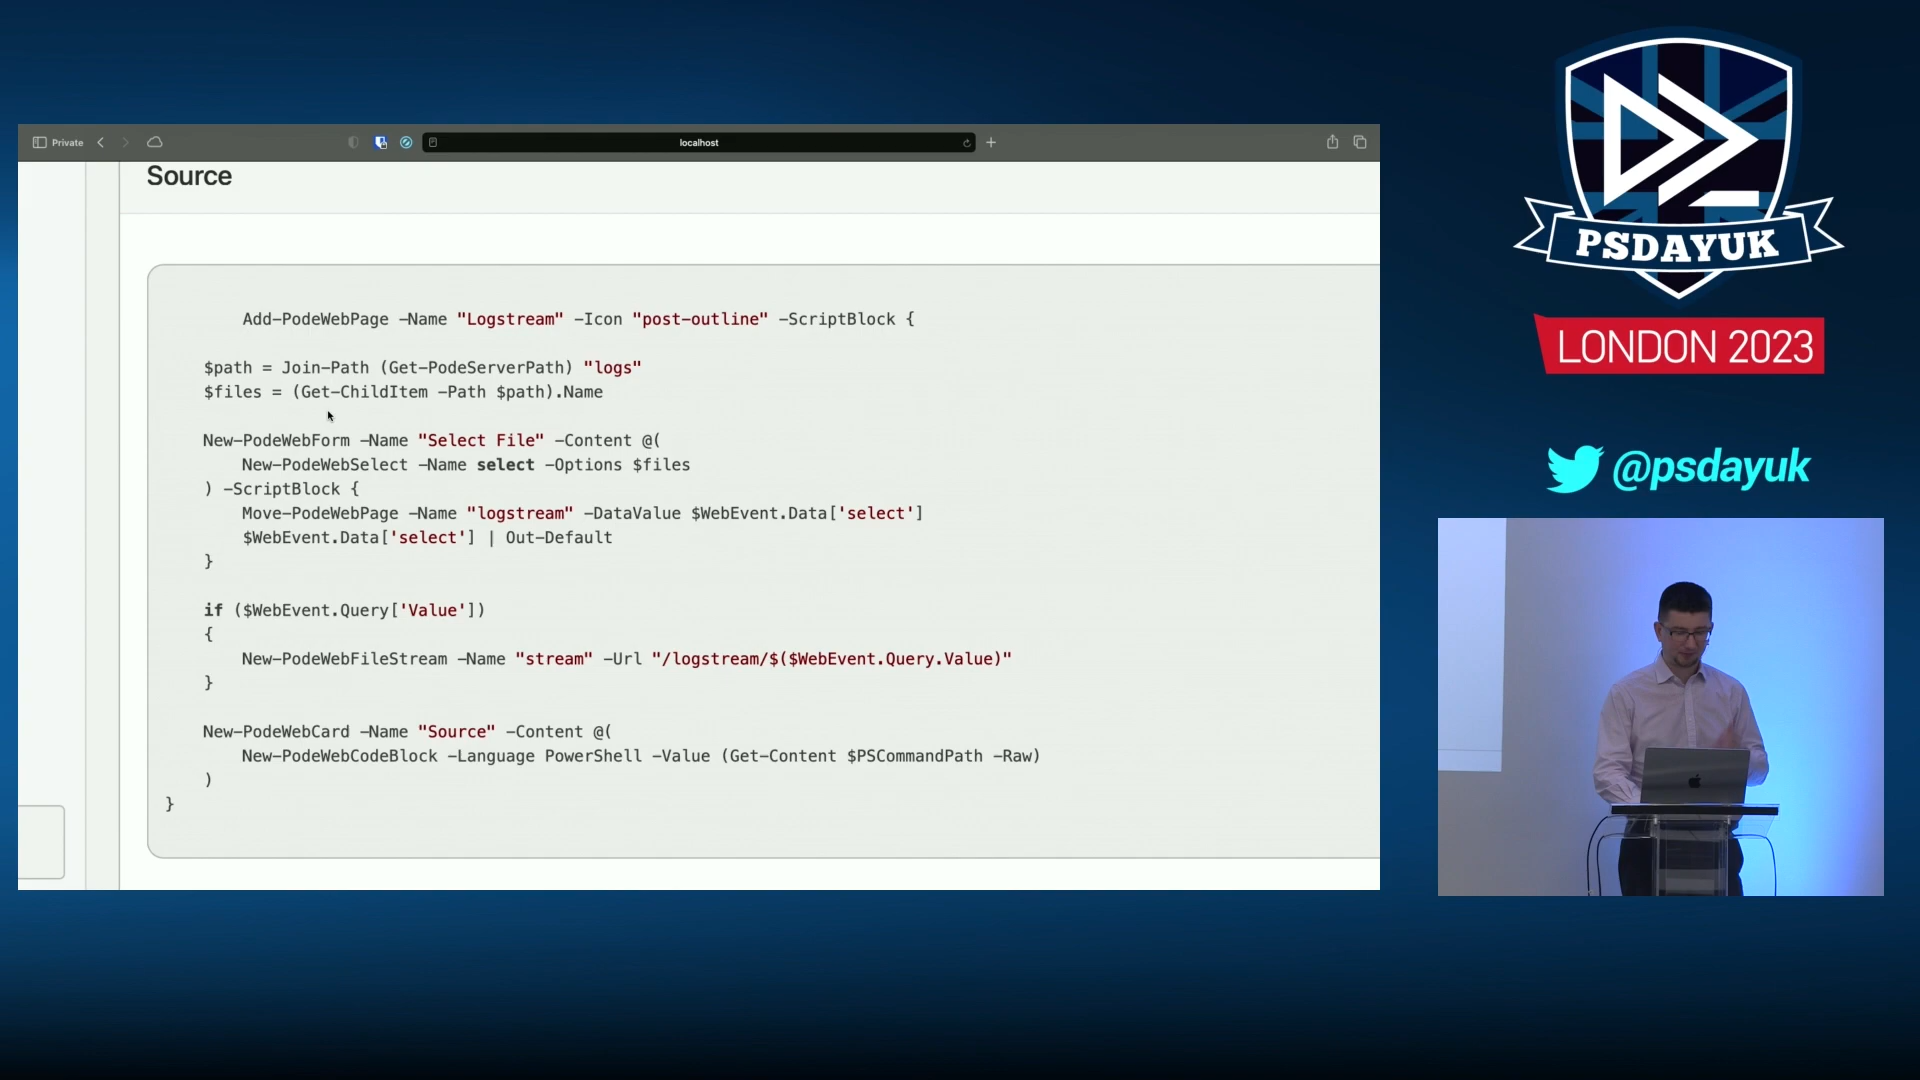 Private
localhost
Source
Add-PodeWebPage -Name "Logstream" -Icon "post-outline" -ScriptBlock {
$path = Join-Path (Get-PodeServerPath) "logs"
$files = (Get-ChildItem -Path $path).Name
New-PodeWebForm -Name "Select File" -Content @(
New-PodeWebSelect -Name select -Options $files
) -ScriptBlock {
Move-PodeWebPage -Name "logstream" -DataValue $WebEvent.Data['select']
$WebEvent.Data['select'] | Out-Default
}
if ($WebEvent.Query['Value'])
{
New-PodeWebFileStream -Name "stream" -Url "/logstream/$($WebEvent.Query.Value)"
}
New-PodeWebCard -Name "Source" -Content @(
New-PodeWebCodeBlock -Language PowerShell -Value (Get-Content $PSCommandPath -Raw)
)
}
PSDAYUK
LONDON 2023
@psdayuk